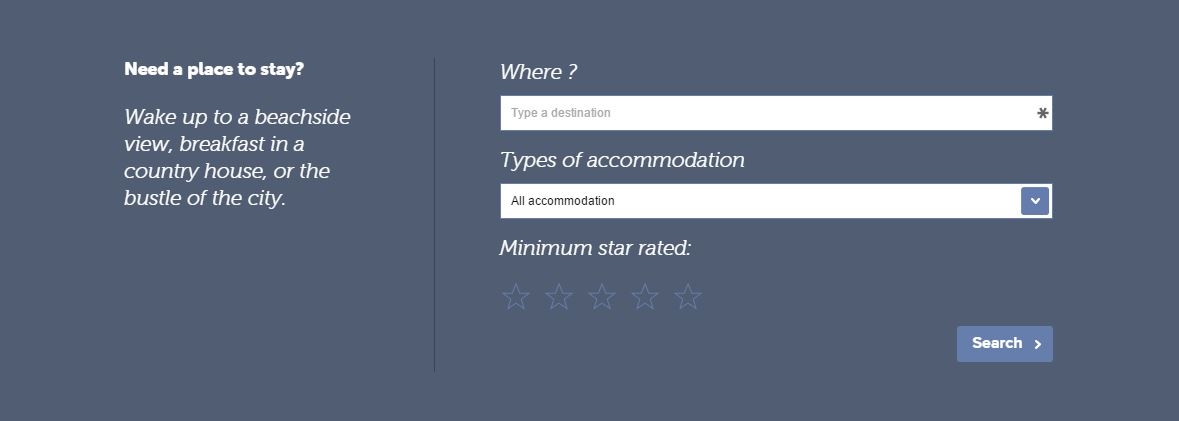 Need a place to stay?
Wake up to a beachside
view, breakfast in a
country house, or the
bustle of the city.
Where ?
Type a destination *
Types of accommodation
All accommodation
Minimum star rated:
Search